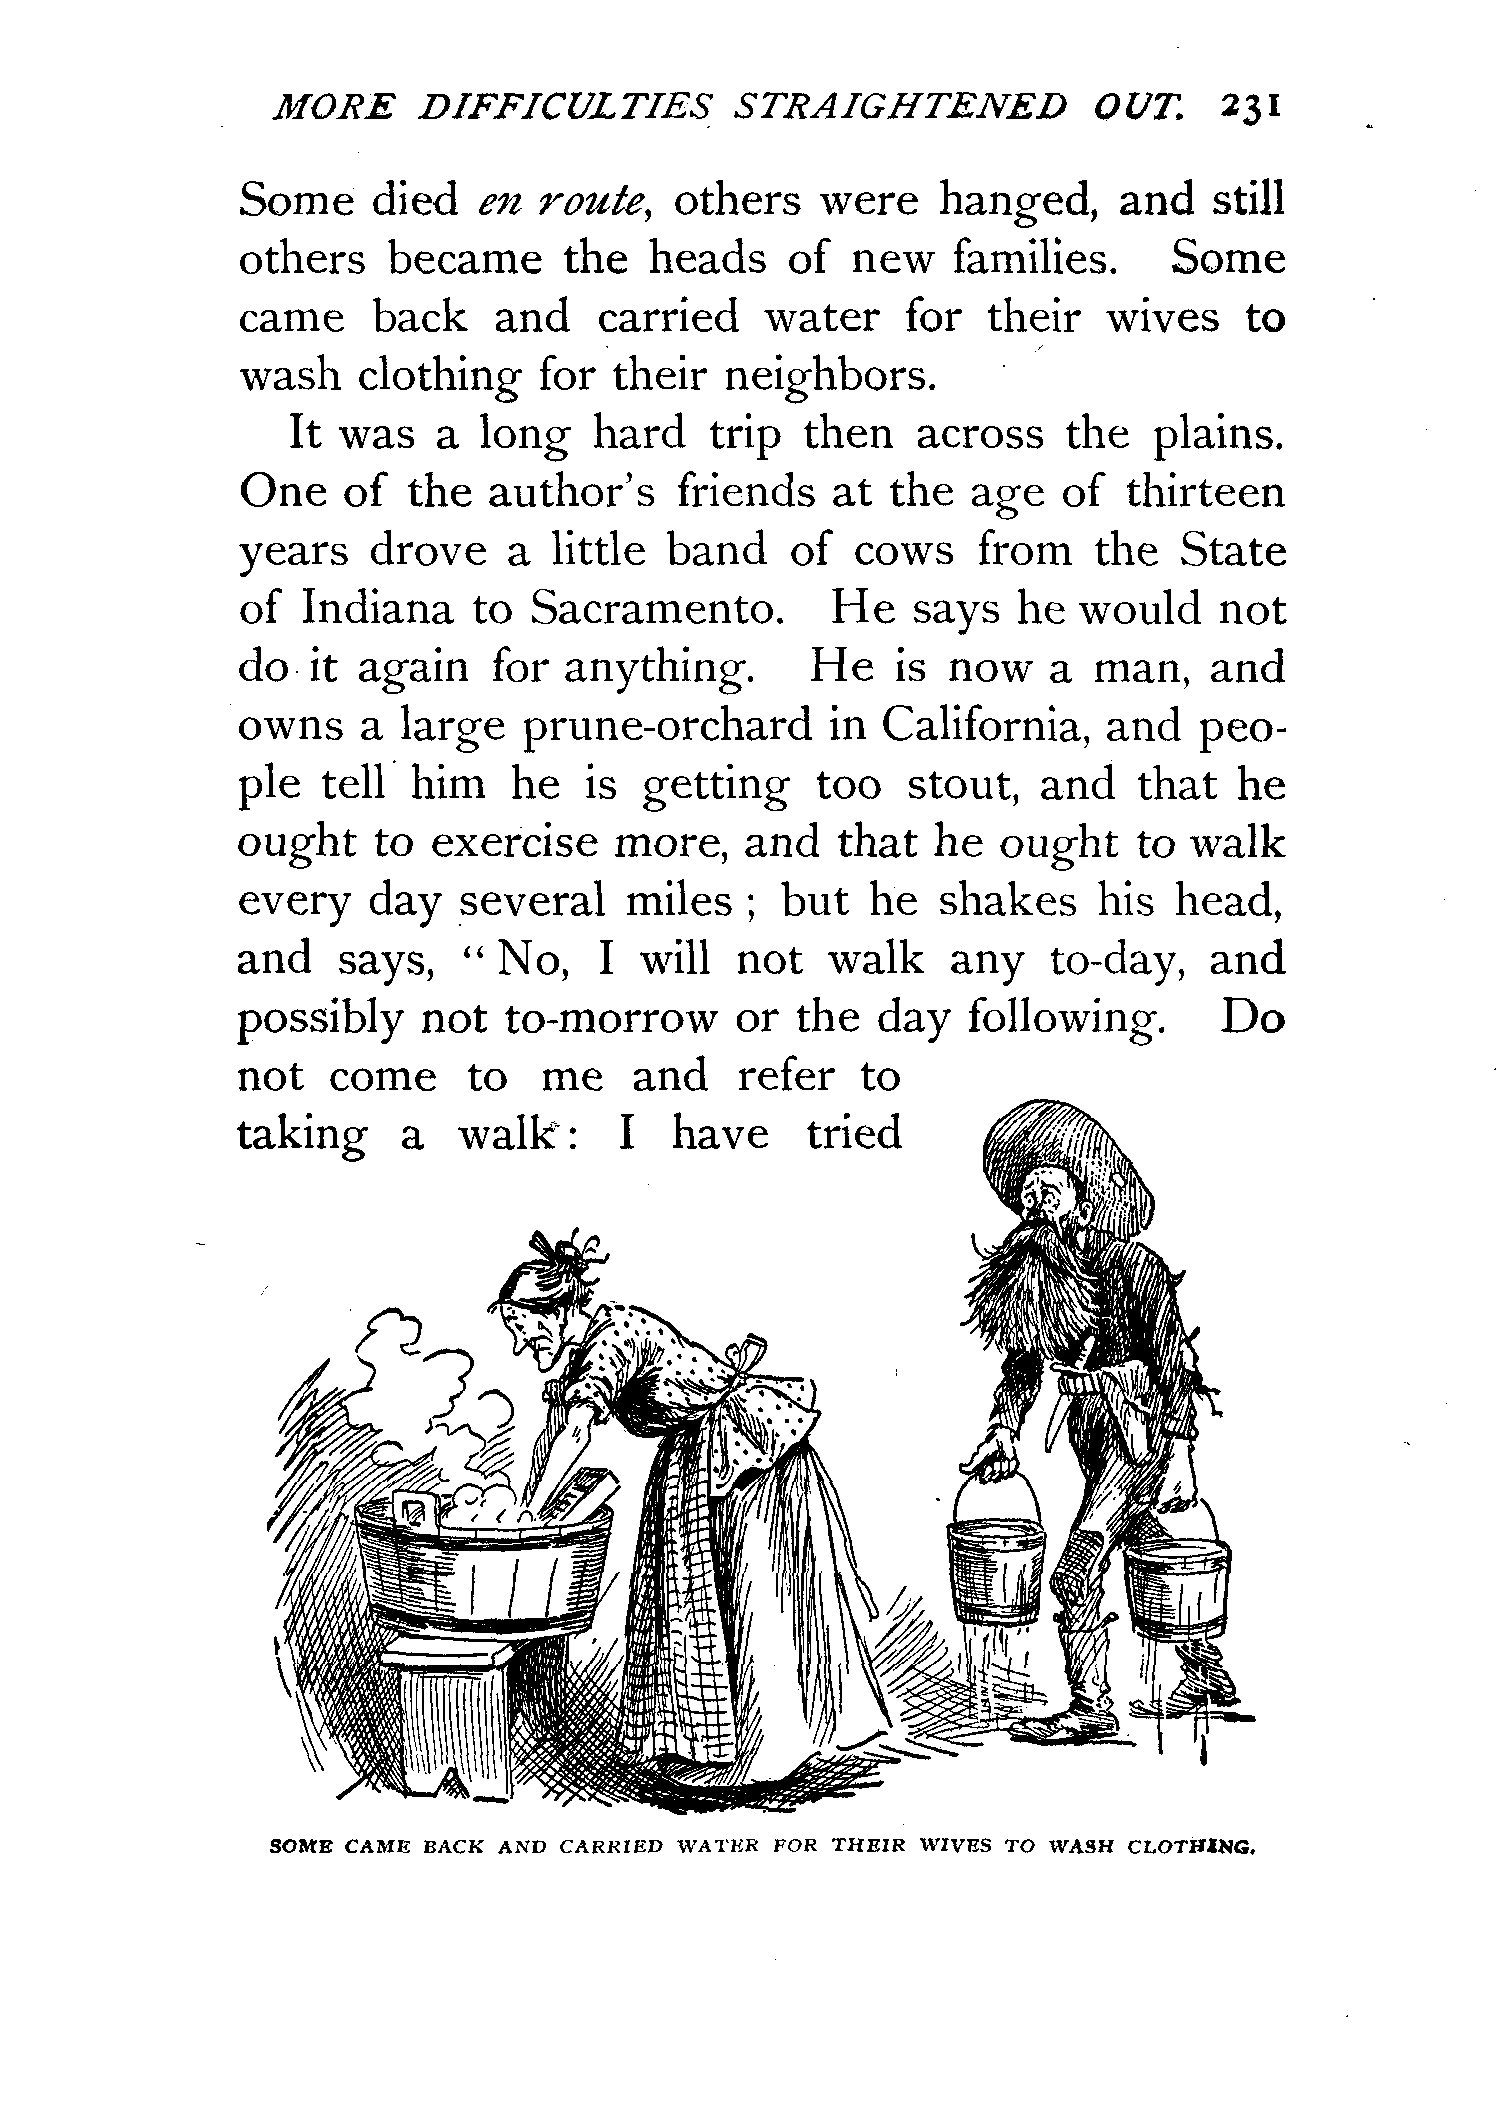 MORE DIFFICULTIES STRAIGHTENED OUT. 231
Some died en route, others were hanged, and still
others became the heads of new families. Some
came back and carried water for their wives to
wash clothing for their neighbors.
It was a long hard trip then across the plains.
One of the author's friends at the age of thirteen
years drove a little band of cows from the State
of Indiana to Sacramento. He says he would not
do it again for anything. He is now a man, and
owns a large prune-orchard in California, and peo-
ple tell him he is getting too stout, and that he
ought to exercise more, and that he ought to walk
every day several miles ; but he shakes his head,
and says, " No, I will not walk any to-day, and
possibly not to-morrow or the day following. Do
not come to me and refer to
taking a walk : I have tried
SOME CAME BACK AND CARRIED WATER FOR THEIR WIVES TO WASH CLOTHING.